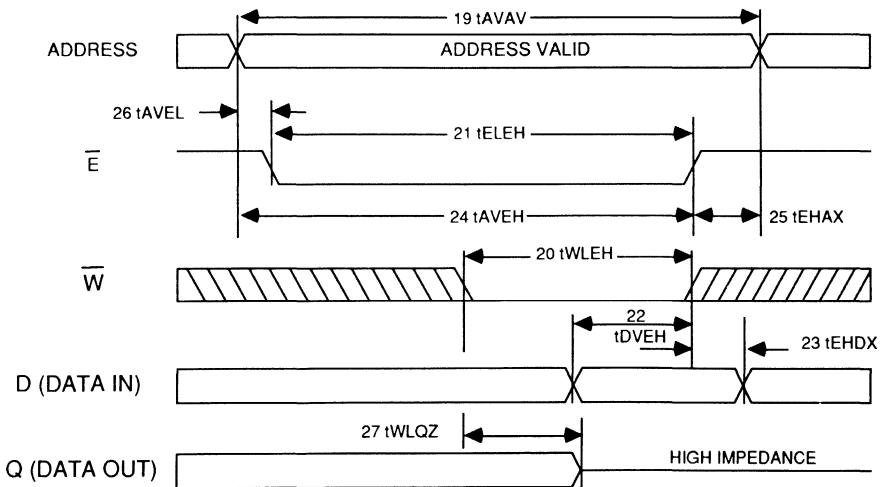 19 tAVAV
ADDRESS
ADDRESS VALID
26 tAVEL
21 tELEH
E
24 tAVEH
25 tEHAX
20 tWLEH
W
22
tDVEH
23 tEHDX
D (DATA IN)
27 tWLQZ
HIGH IMPEDANCE
Q (DATA OUT)